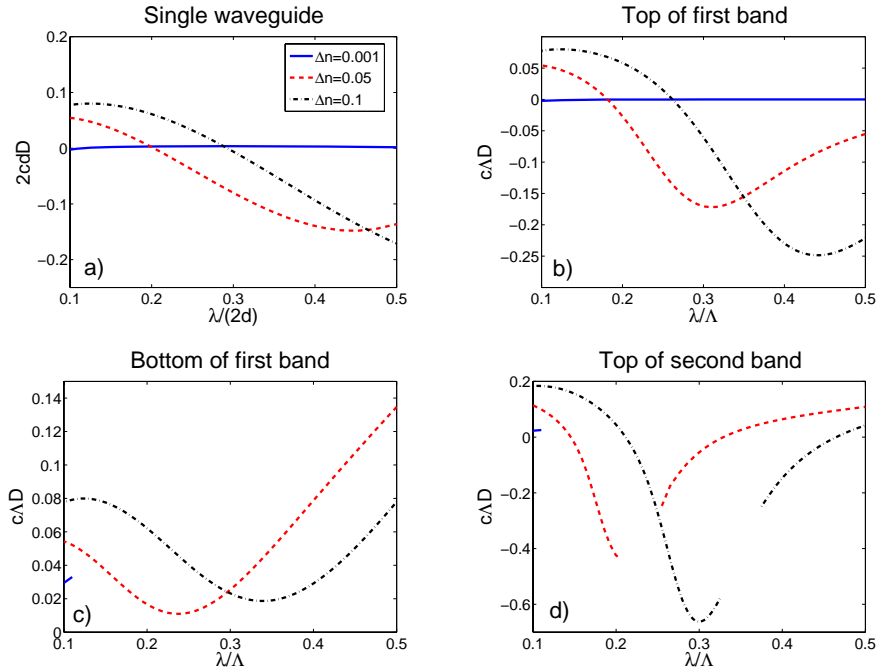 Single waveguide
2cdD
0.2
0.1
0
−0.1
−0.2
Δn=0.001
Δn=0.05
Δn=0.1
a)
0.1 0.2 0.3 0.4 0.5
λ/(2d)
Top of first band
cΛD
0.05
0
−0.05
−0.1
−0.15
−0.2
−0.25
b)
0.1 0.2 0.3 0.4 0.5
λ/Λ
Bottom of first band
cΛD
0.14
0.12
0.1
0.08
0.06
0.04
0.02
0
c)
0.1 0.2 0.3 0.4 0.5
λ/Λ
Top of second band
cΛD
0.2
0
−0.2
−0.4
−0.6
d)
0.1 0.2 0.3 0.4 0.5
λ/Λ